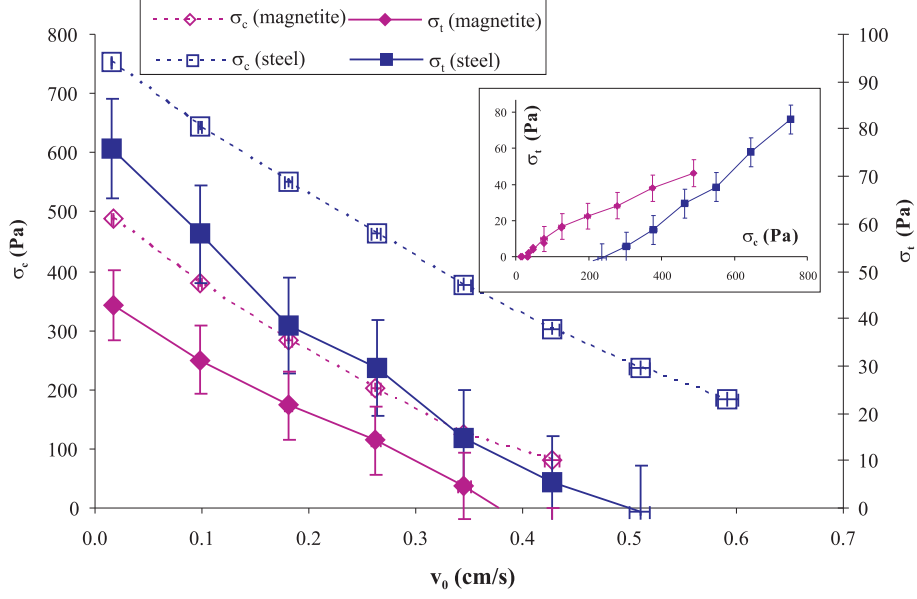 σc (magnetite) σt (magnetite)
σc (steel) σt (steel)
800
700
600
500
400
300
200
100
0
σc (Pa)
100
90
80
70
60
50
40
30
20
10
0
σt (Pa)
80
60
40
20
0
σt (Pa)
0 200 400 600 800
σc (Pa)
0.0 0.1 0.2 0.3 0.4 0.5 0.6 0.7
v0 (cm/s)